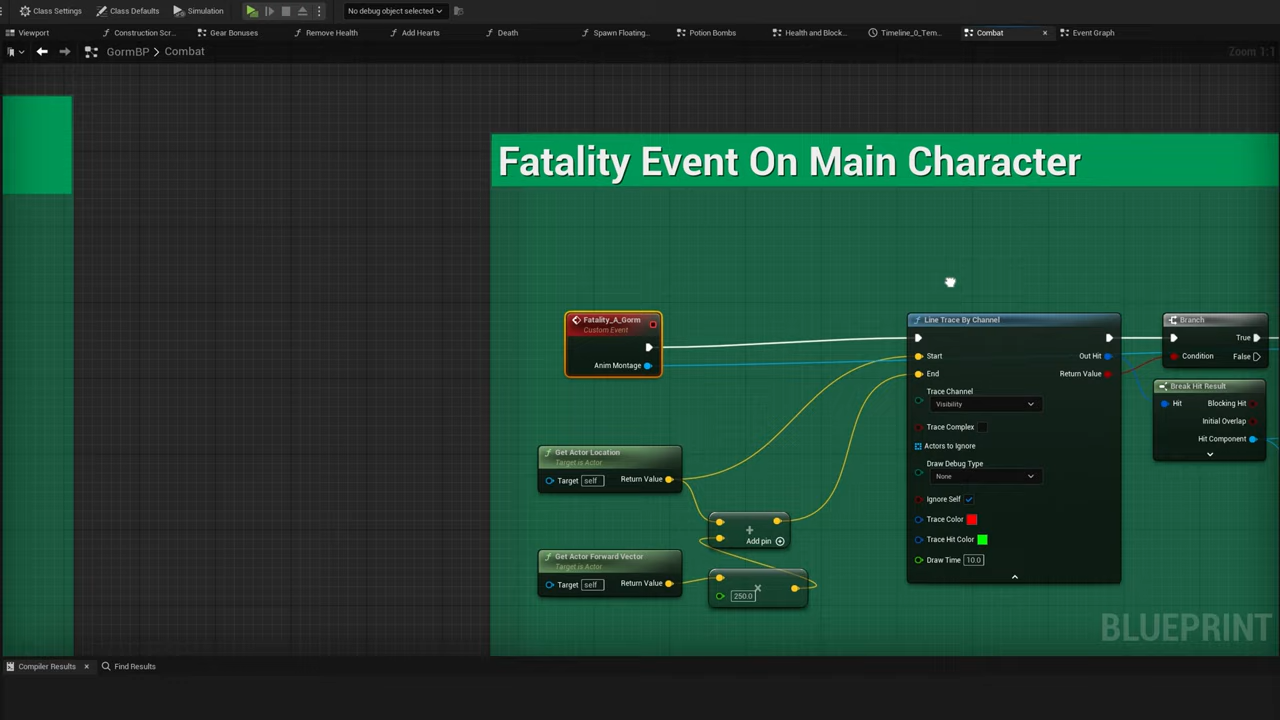 Class Settings
Class Defaults
Simulation
No debug object selected
Viewport
Construction Scr...
Gear Bonuses
Remove Health
Add Hearts
Death
Spawn Floating...
Potion Bombs
Health and Block...
Timeline_0_Tem...
Combat
Event Graph
GormBP > Combat
Zoom 1:1
Fatality Event On Main Character
Fatality_A_Gorm
Custom Event
Anim Montage
Line Trace By Channel
Start
Out Hit
End
Return Value
Trace Channel
Visibility
Trace Complex
Actors to Ignore
Draw Debug Type
None
Ignore Self
Trace Color
Trace Hit Color
Draw Time 10.0
Branch
True
Condition
False
Break Hit Result
Hit
Blocking Hit
Initial Overlap
Hit Component
Get Actor Location
Target is Actor
Target self
Return Value
+
Add pin
Get Actor Forward Vector
Target is Actor
Target self
Return Value
×
250.0
BLUEPRINT
Compiler Results
Find Results